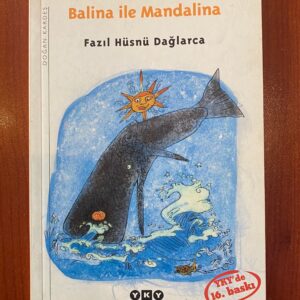 DOĞAN KARDEŞ
Balina ile Mandalina
Fazıl Hüsnü Dağlarca
YKY'de
16. baskı
YKY